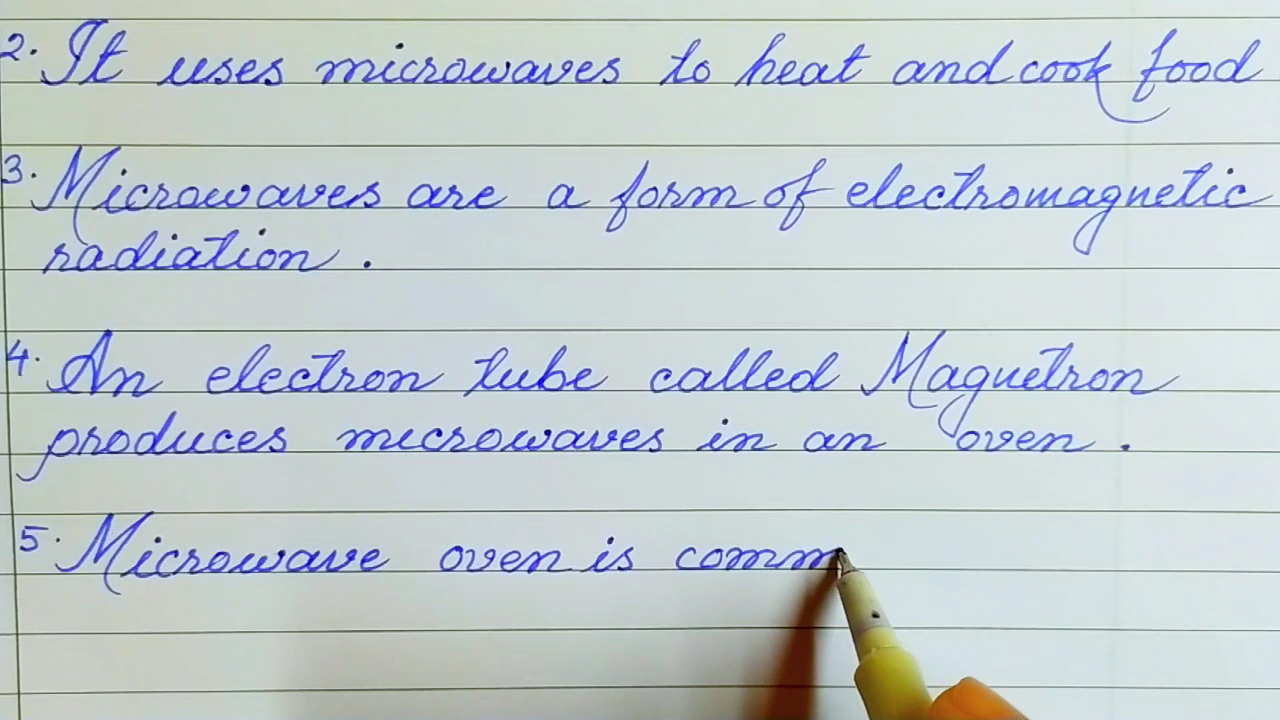 2. It uses microwaves to heat and cook food
3. Microwaves are a form of electromagnetic
radiation.
4. An electron tube called Magnetron
produces microwaves in an oven.
5. Microwave oven is comm